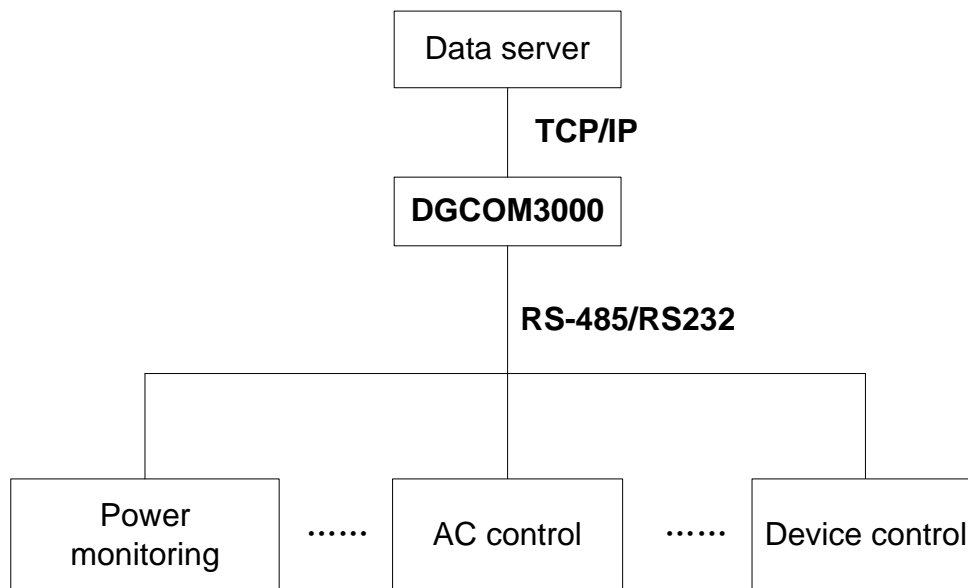 Data server
TCP/IP
DGCOM3000
RS-485/RS232
Power
monitoring
......
AC control
......
Device control